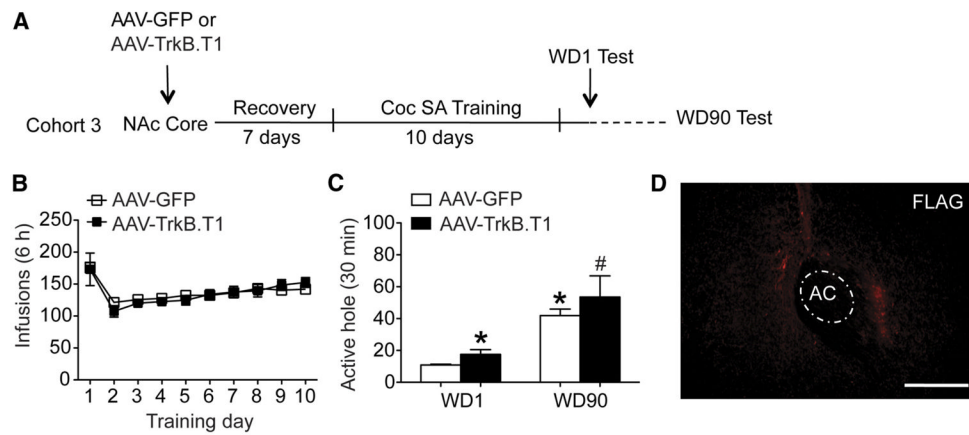 A
AAV-GFP or
AAV-TrkB.T1
WD1 Test
Recovery
Coc SA Training
Cohort 3
NAc Core
7 days
10 days
WD90 Test
B
AAV-GFP
AAV-TrkB.T1
Infusions (6 h)
250
200
150
100
50
0
1 2 3 4 5 6 7 8 9 10
Training day
C
AAV-GFP
AAV-TrkB.T1
Active hole (30 min)
100
80
60
40
20
0
*
*
#
WD1
WD90
D
FLAG
AC